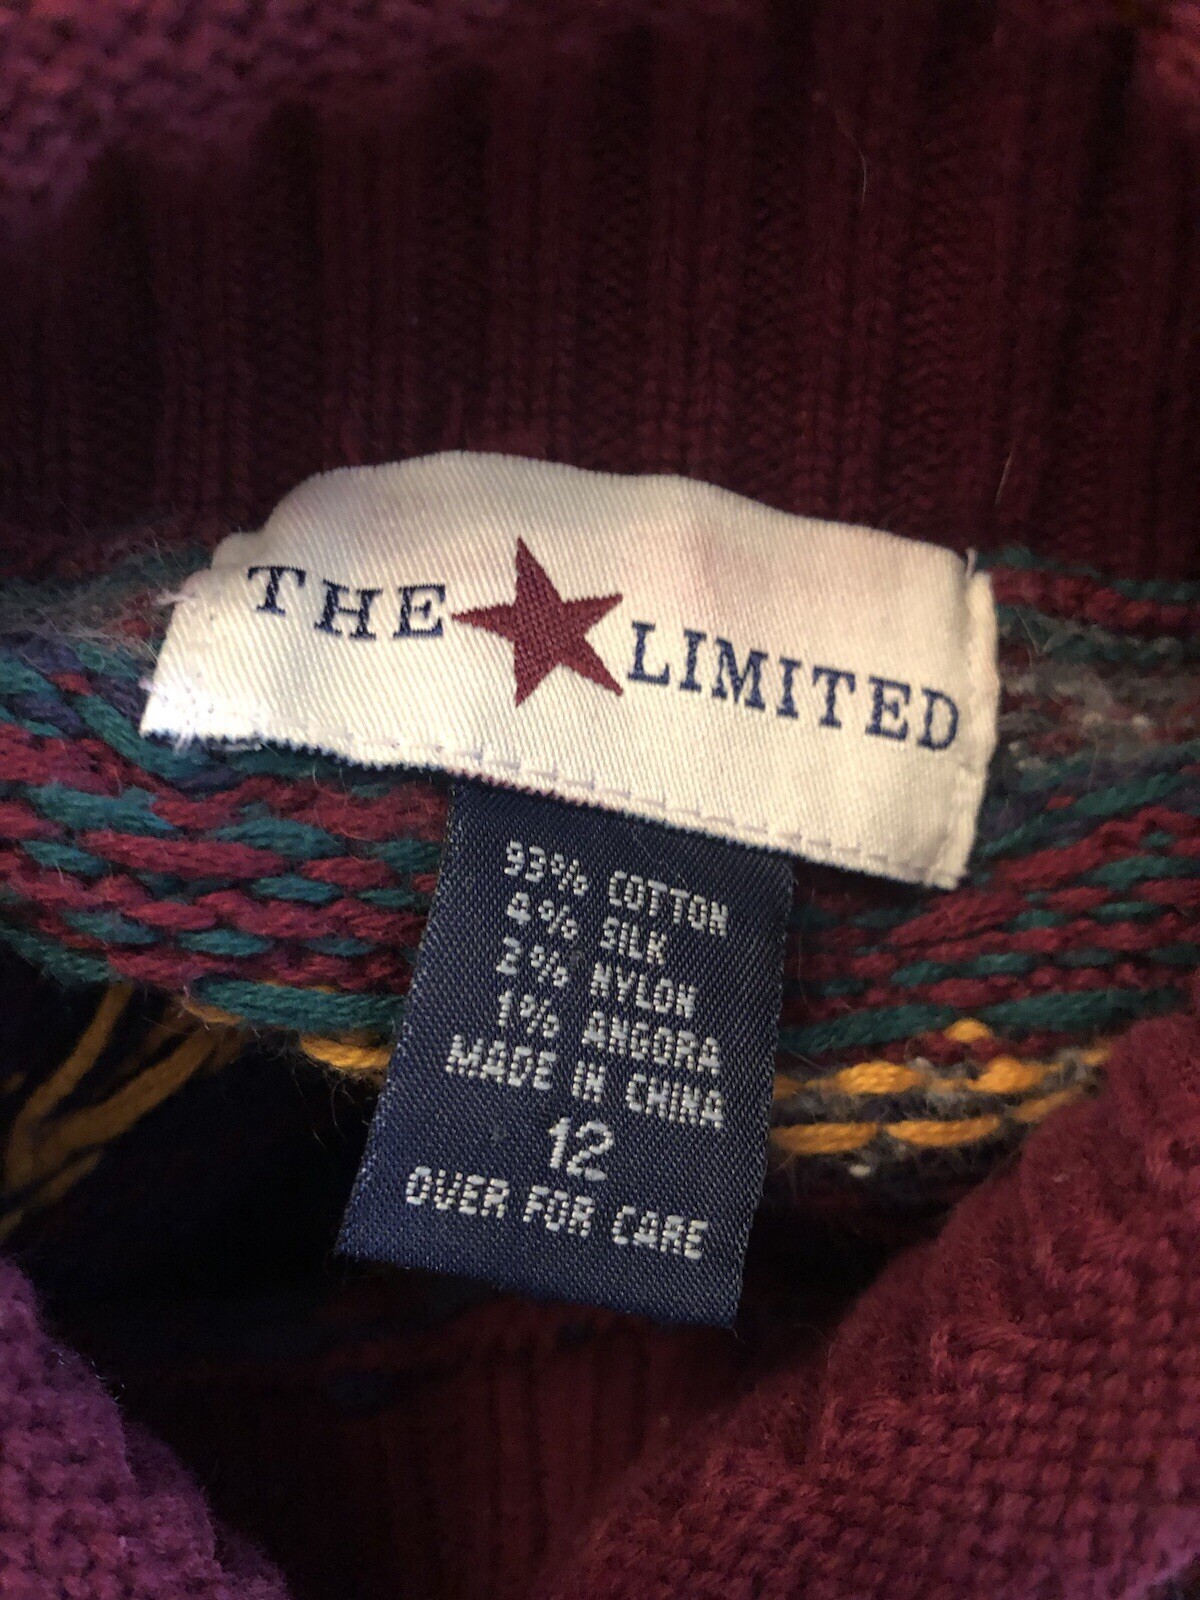 THE LIMITED
93% COTTON
4% SILK
2% NYLON
1% ANGORA
MADE IN CHINA
12
OVER FOR CARE